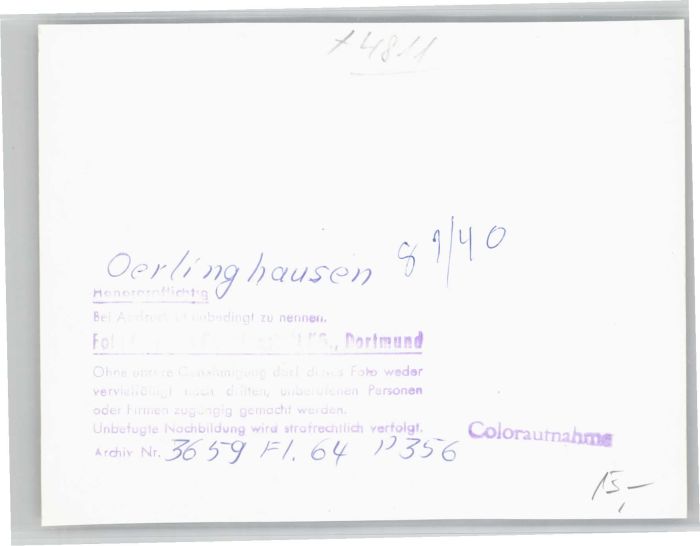 4811
Oerlinghausen 81/40
Honorarpflichtig
Bei Abdruck ist unbedingt zu nennen.
KG., Dortmund
Ohne unsere Genehmigung darf dieses Foto weder
vervielfältigt noch dritten, unberufenen Personen
oder Firmen zugängig gemacht werden.
Unbefugte Nachbildung wird strafrechtlich verfolgt.
Coloraufnahme
Archiv Nr. 3659 Fl. 64 P356
15,-